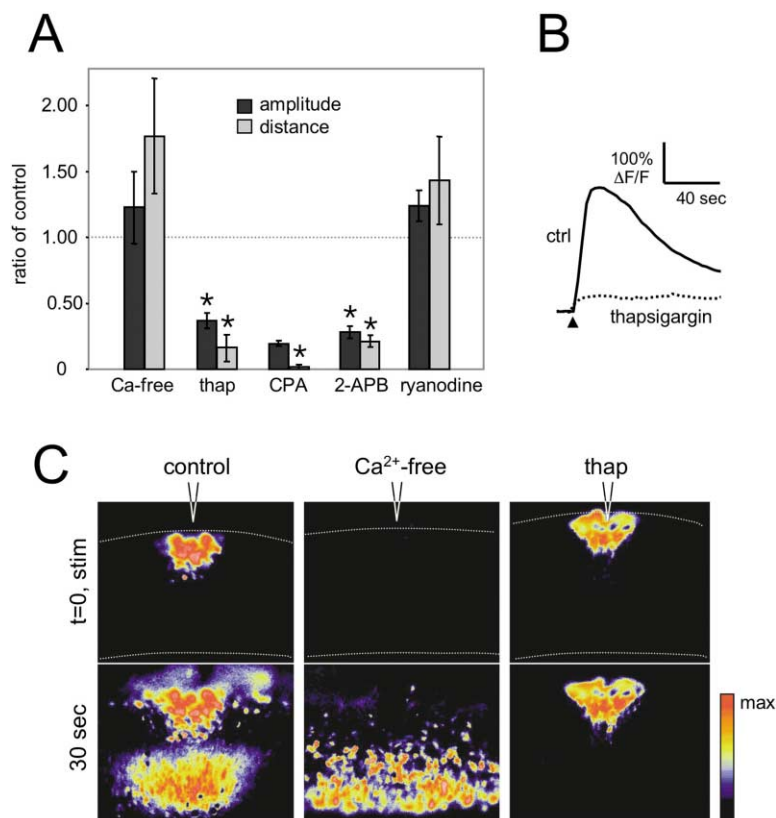 A
B
ratio of control
2.00
1.50
1.00
0.50
0
amplitude
distance
*
*
*
*
*
Ca-free thap CPA 2-APB ryanodine
100%
ΔF/F
40 sec
ctrl
thapsigargin
C
control Ca²⁺-free thap
t=0, stim
30 sec
max